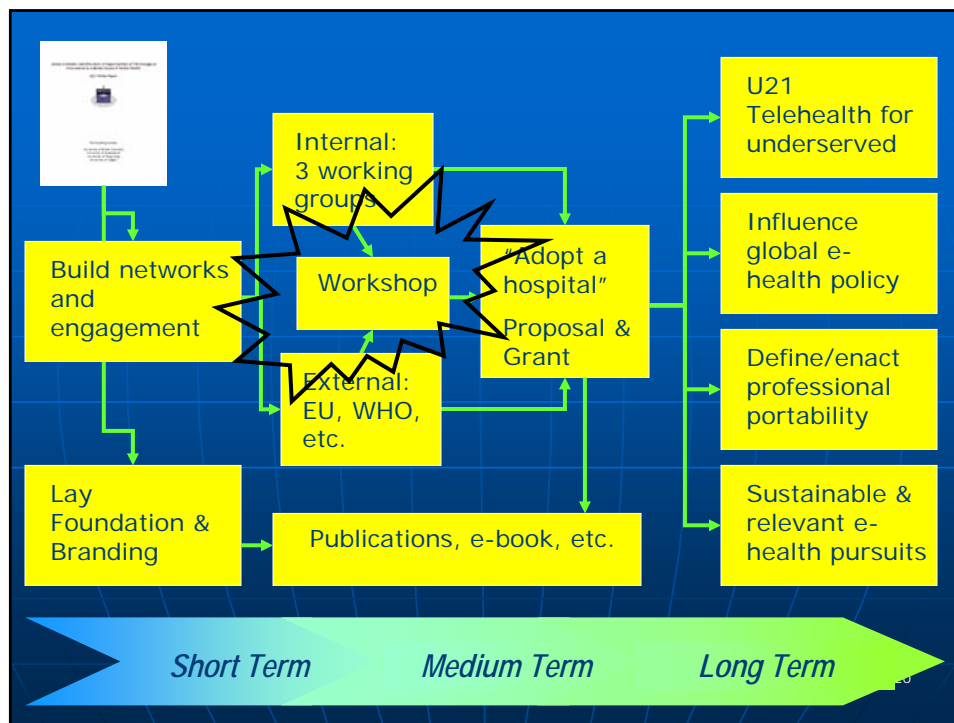 Internal:
3 working
groups
U21
Telehealth for
underserved
Build networks
and
engagement
Workshop
"Adopt a
hospital"
Proposal &
Grant
Influence
global e-
health policy
External:
EU, WHO,
etc.
Define/enact
professional
portability
Lay
Foundation &
Branding
Publications, e-book, etc.
Sustainable &
relevant e-
health pursuits
Short Term
Medium Term
Long Term